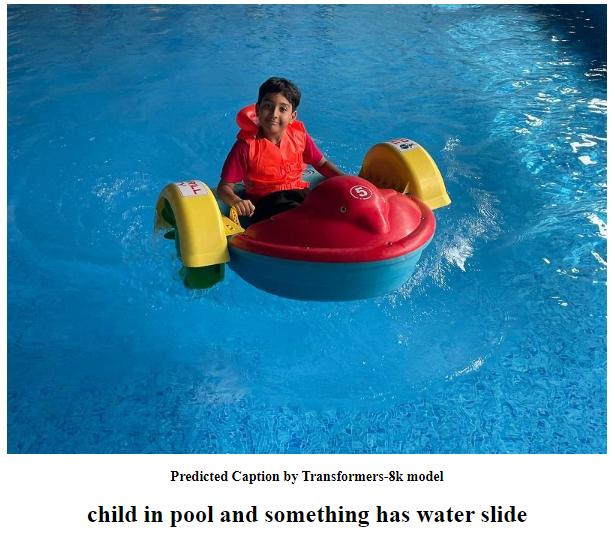 5
Predicted Caption by Transformers-8k model
child in pool and something has water slide